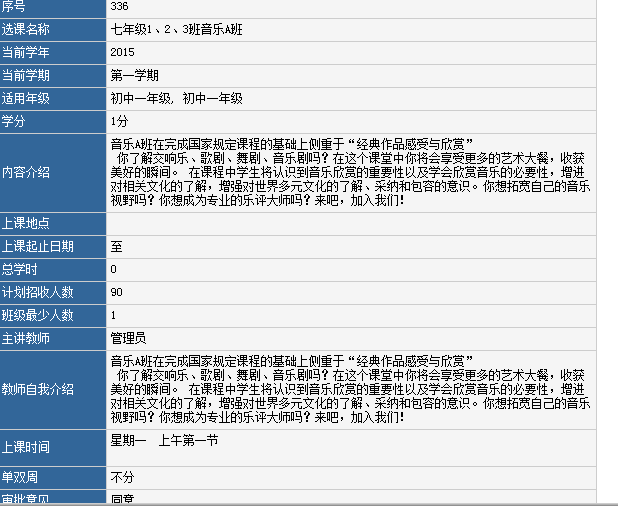 序号 336
选课名称 七年级1、2、3班音乐A班
当前学年 2015
当前学期 第一学期
适用年级 初中一年级, 初中一年级
学分 1分
内容介绍
音乐A班在完成国家规定课程的基础上侧重于“经典作品感受与欣赏”
你了解交响乐、歌剧、舞剧、音乐剧吗？在这个课堂中你将会享受更多的艺术大餐，收获
美好的瞬间。 在课程中学生将认识到音乐欣赏的重要性以及学会欣赏音乐的必要性，增进
对相关文化的了解，增强对世界多元文化的了解、采纳和包容的意识。你想拓宽自己的音乐
视野吗？你想成为专业的乐评大师吗？来吧，加入我们！
上课地点
上课起止日期 至
总学时 0
计划招收人数 90
班级最少人数 1
主讲教师 管理员
教师自我介绍
音乐A班在完成国家规定课程的基础上侧重于“经典作品感受与欣赏”
你了解交响乐、歌剧、舞剧、音乐剧吗？在这个课堂中你将会享受更多的艺术大餐，收获
美好的瞬间。 在课程中学生将认识到音乐欣赏的重要性以及学会欣赏音乐的必要性，增进
对相关文化的了解，增强对世界多元文化的了解、采纳和包容的意识。你想拓宽自己的音乐
视野吗？你想成为专业的乐评大师吗？来吧，加入我们！
上课时间 星期一 上午第一节
单双周 不分
审批意见 同意